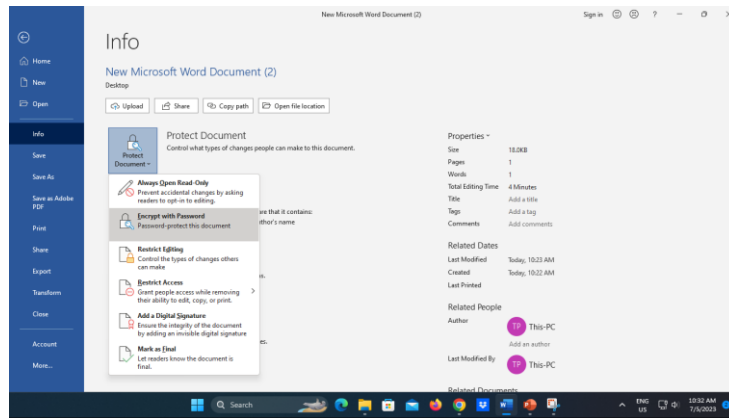 New Microsoft Word Document (2)
Sign in
?
Info
Home
New
Open
Info
Save
Save As
Save as Adobe
PDF
Print
Share
Export
Transform
Close
Account
More...
New Microsoft Word Document (2)
Desktop
Upload
Share
Copy path
Open file location
Protect
Document
Protect Document
Control what types of changes people can make to this document.
Always Open Read-Only
Prevent accidental changes by asking
readers to opt-in to editing.
Encrypt with Password
Password-protect this document
Restrict Editing
Control the types of changes others
can make
Restrict Access
Grant people access while removing
their ability to edit, copy, or print.
Add a Digital Signature
Ensure the integrity of the document
by adding an invisible digital signature
Mark as Final
Let readers know the document is
final.
are that it contains:
thor's name
Properties
Size 18.0KB
Pages 1
Words 1
Total Editing Time 4 Minutes
Title Add a title
Tags Add a tag
Comments Add comments
Related Dates
Last Modified Today, 10:23 AM
Created Today, 10:22 AM
Last Printed
Related People
Author TP This-PC
Add an author
Last Modified By TP This-PC
Related Documents
Search
ENG
US
10:32 AM
7/5/2023